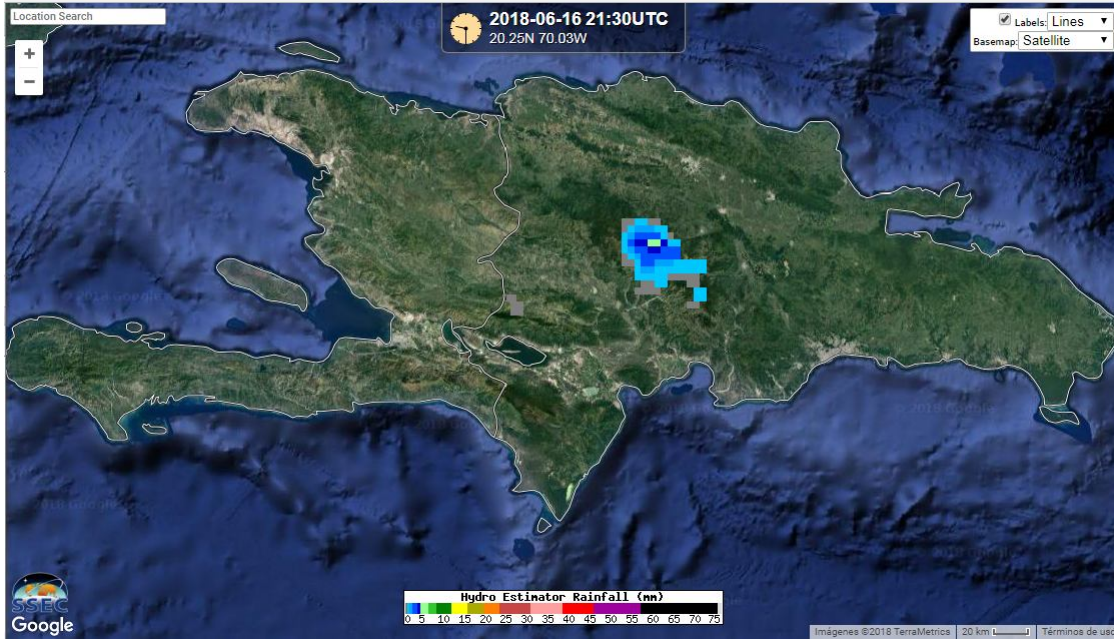 Location Search
2018-06-16 21:30UTC
20.25N 70.03W
Labels: Lines
Basemap: Satellite
+
−
Hydro Estimator Rainfall (mm)
0 5 10 15 20 25 30 35 40 45 50 55 60 65 70 75
SSEC
Google
Imágenes ©2018 TerraMetrics
20 km
Términos de uso